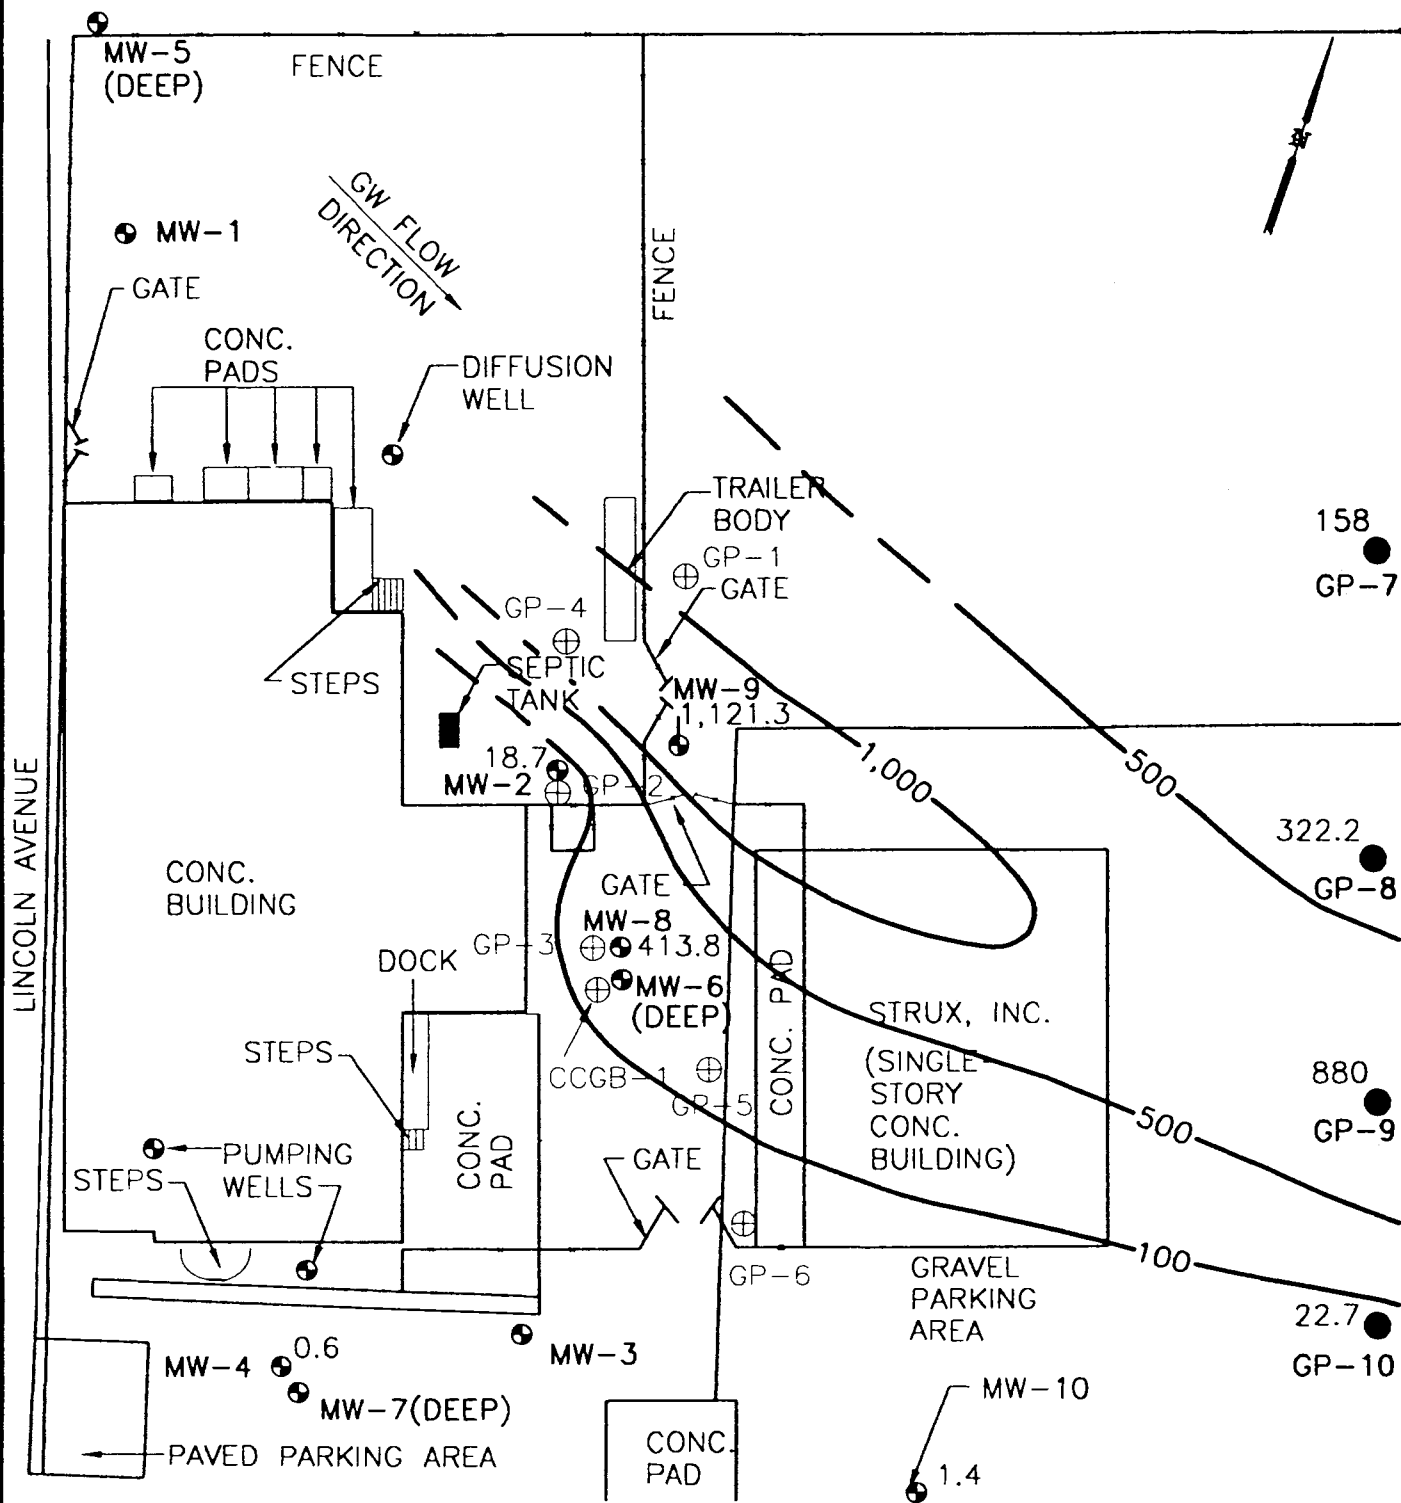 MW-5
(DEEP)
FENCE
N
GW FLOW
DIRECTION
MW-1
GATE
FENCE
CONC.
PADS
DIFFUSION
WELL
TRAILER
BODY
158
GP-7
GP-1
GATE
GP-4
STEPS
SEPTIC
TANK
MW-9
1,121.3
18.7
MW-2
GP-2
1,000
500
322.2
GP-8
LINCOLN AVENUE
CONC.
BUILDING
GATE
MW-8
GP-3
413.8
DOCK
MW-6
(DEEP)
CONC. PAD
STRUX, INC.
(SINGLE
STORY
CONC.
BUILDING)
STEPS
CCGB-1
GP-5
880
GP-9
500
CONC.
PAD
PUMPING
WELLS
STEPS
GATE
100
GP-6
GRAVEL
PARKING
AREA
22.7
GP-10
MW-4
0.6
MW-3
MW-7(DEEP)
MW-10
PAVED PARKING AREA
CONC.
PAD
1.4